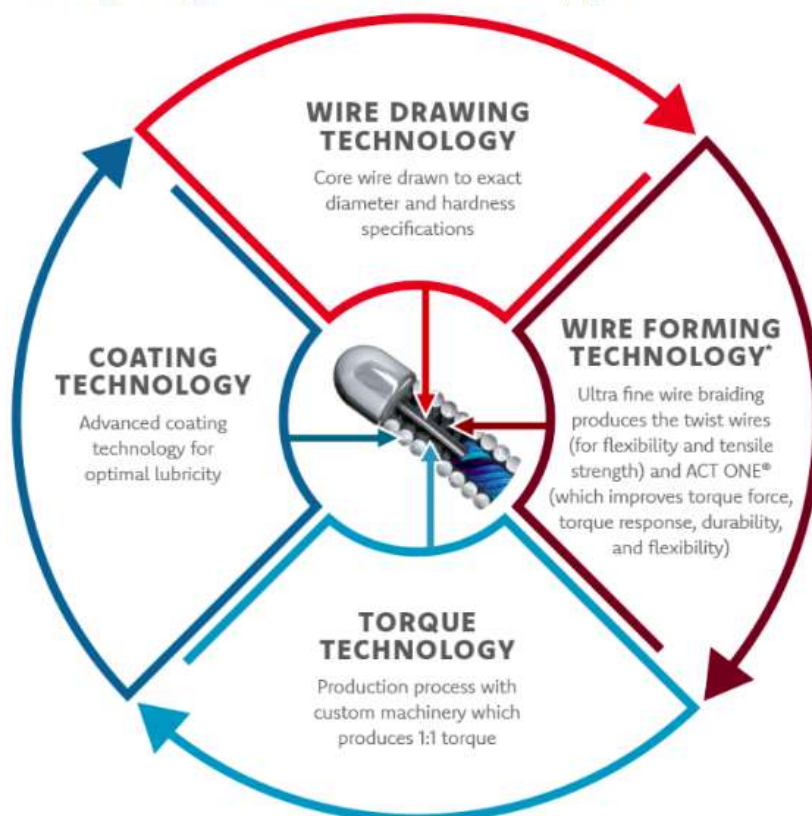 WIRE DRAWING
TECHNOLOGY
Core wire drawn to exact
diameter and hardness
specifications
COATING
TECHNOLOGY
Advanced coating
technology for
optimal lubricity
WIRE FORMING
TECHNOLOGY*
Ultra fine wire braiding
produces the twist wires
(for flexibility and tensile
strength) and ACT ONE®
(which improves torque force,
torque response, durability,
and flexibility)
TORQUE
TECHNOLOGY
Production process with
custom machinery which
produces 1:1 torque